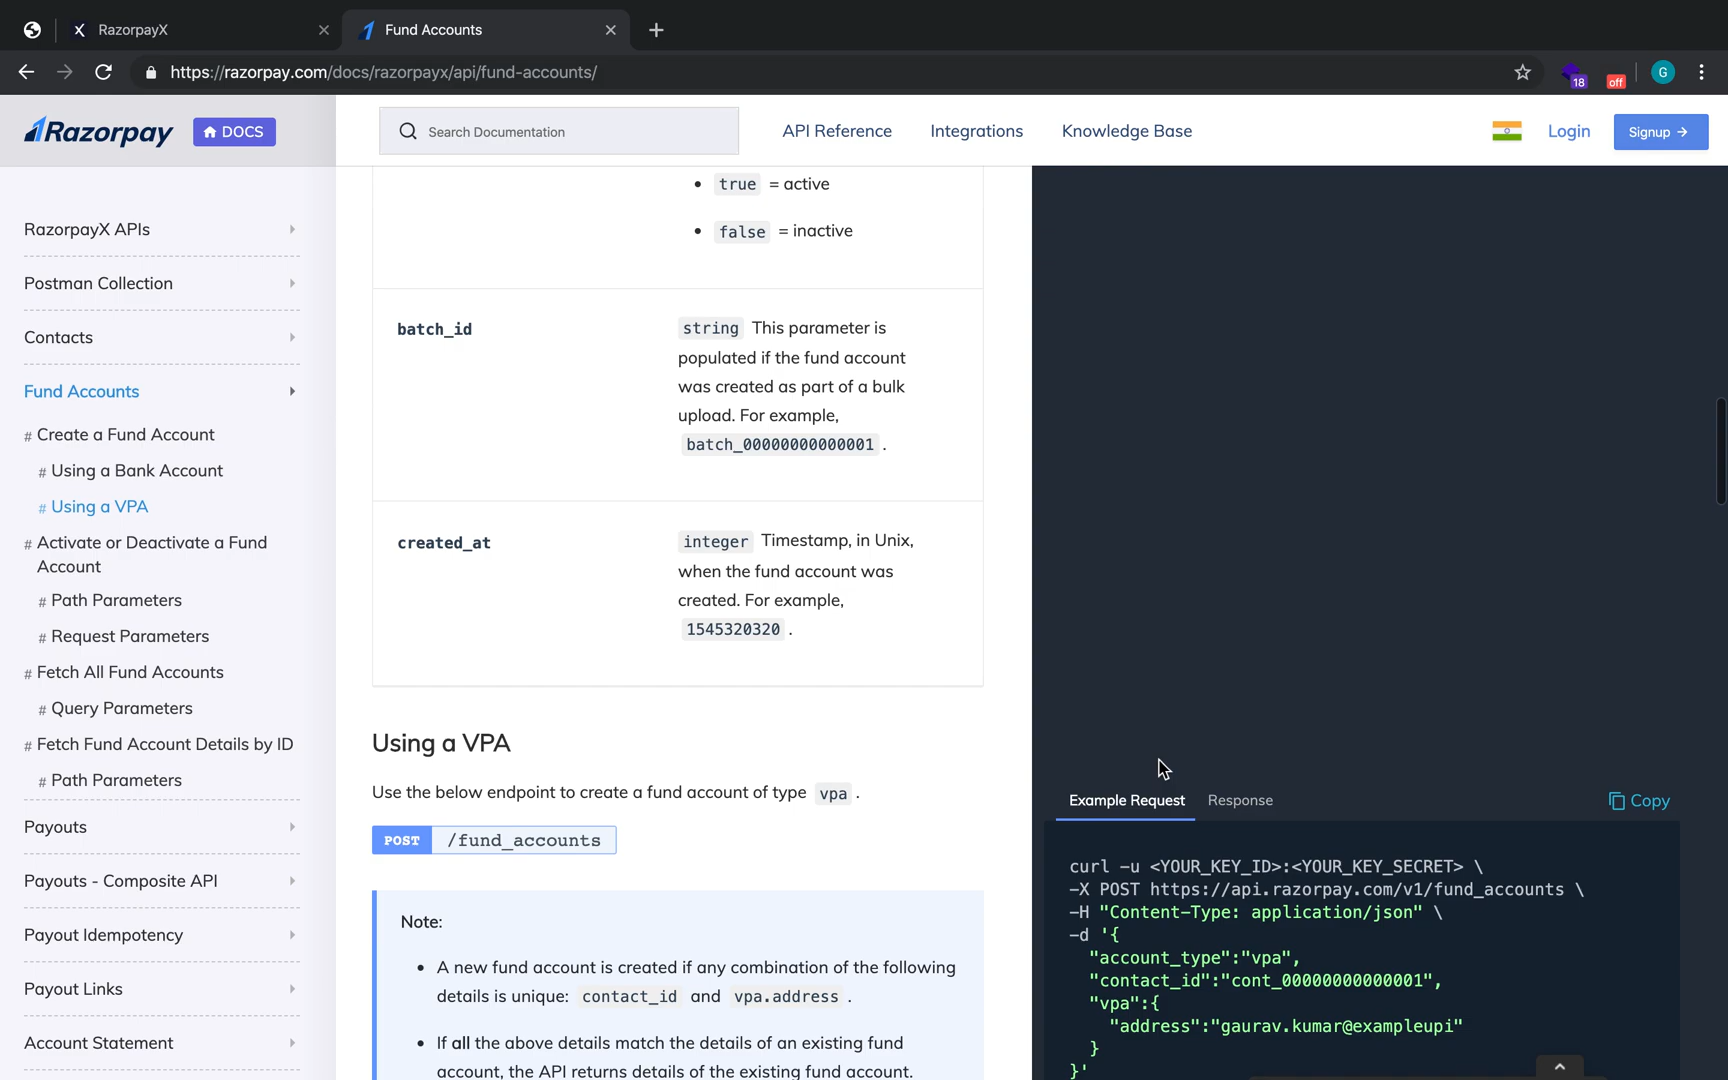 RazorpayX
Fund Accounts
https://razorpay.com/docs/razorpayx/api/fund-accounts/
18
off
G
Razorpay
DOCS
Search Documentation
API Reference
Integrations
Knowledge Base
Login
Signup →
RazorpayX APIs
Postman Collection
Contacts
Fund Accounts
# Create a Fund Account
# Using a Bank Account
# Using a VPA
# Activate or Deactivate a Fund
Account
# Path Parameters
# Request Parameters
# Fetch All Fund Accounts
# Query Parameters
# Fetch Fund Account Details by ID
# Path Parameters
Payouts
Payouts - Composite API
Payout Idempotency
Payout Links
Account Statement
• true = active
• false = inactive
batch_id
string This parameter is
populated if the fund account
was created as part of a bulk
upload. For example,
batch_00000000000001 .
created_at
integer Timestamp, in Unix,
when the fund account was
created. For example,
1545320320 .
Using a VPA
Use the below endpoint to create a fund account of type vpa .
POST /fund_accounts
Note:
• A new fund account is created if any combination of the following
details is unique: contact_id and vpa.address .
• If all the above details match the details of an existing fund
account, the API returns details of the existing fund account.
Example Request
Response
Copy
curl -u <YOUR_KEY_ID>:<YOUR_KEY_SECRET> \
-X POST https://api.razorpay.com/v1/fund_accounts \
-H "Content-Type: application/json" \
-d '{
"account_type":"vpa",
"contact_id":"cont_00000000000001",
"vpa":{
"address":"gaurav.kumar@exampleupi"
}
}'